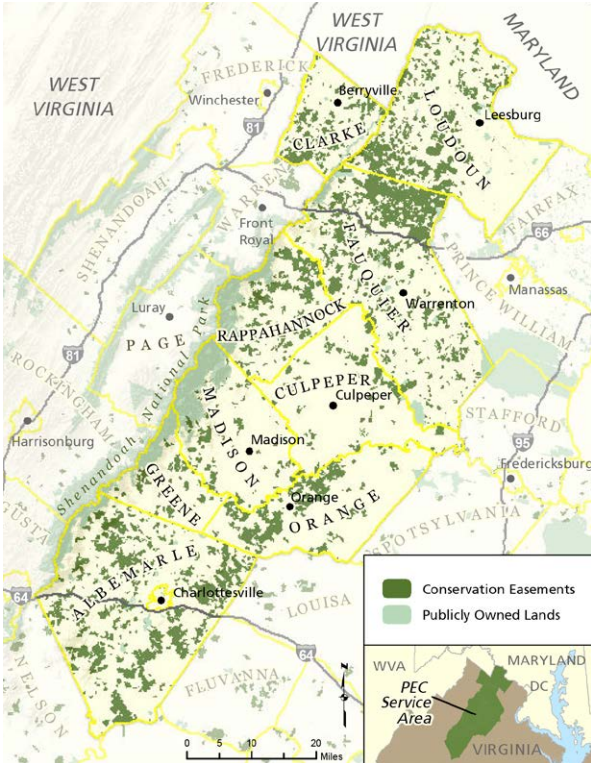 WEST
VIRGINIA
MARYLAND
WEST
VIRGINIA
FREDERICK
Winchester
Berryville
81
CLARKE
LOUDOUN
Leesburg
SHENANDOAH
WARREN
Front
Royal
FAUQUIER
FAIRFAX
66
PRINCE WILLIAM
Manassas
Warrenton
Luray
PAGE
Shenandoah National Park
RAPPAHANNOCK
81
ROCKINGHAM
Harrisonburg
CULPEPER
Culpeper
MADISON
Madison
STAFFORD
95
Fredericksburg
GREENE
Orange
ORANGE
SPOTSYLVANIA
GUSTA
ALBEMARLE
64
Charlottesville
LOUISA
64
NELSON
FLUVANNA
Conservation Easements
Publicly Owned Lands
WVA
MARYLAND
DC
PEC
Service
Area
VIRGINIA
z
0 5 10 20
Miles